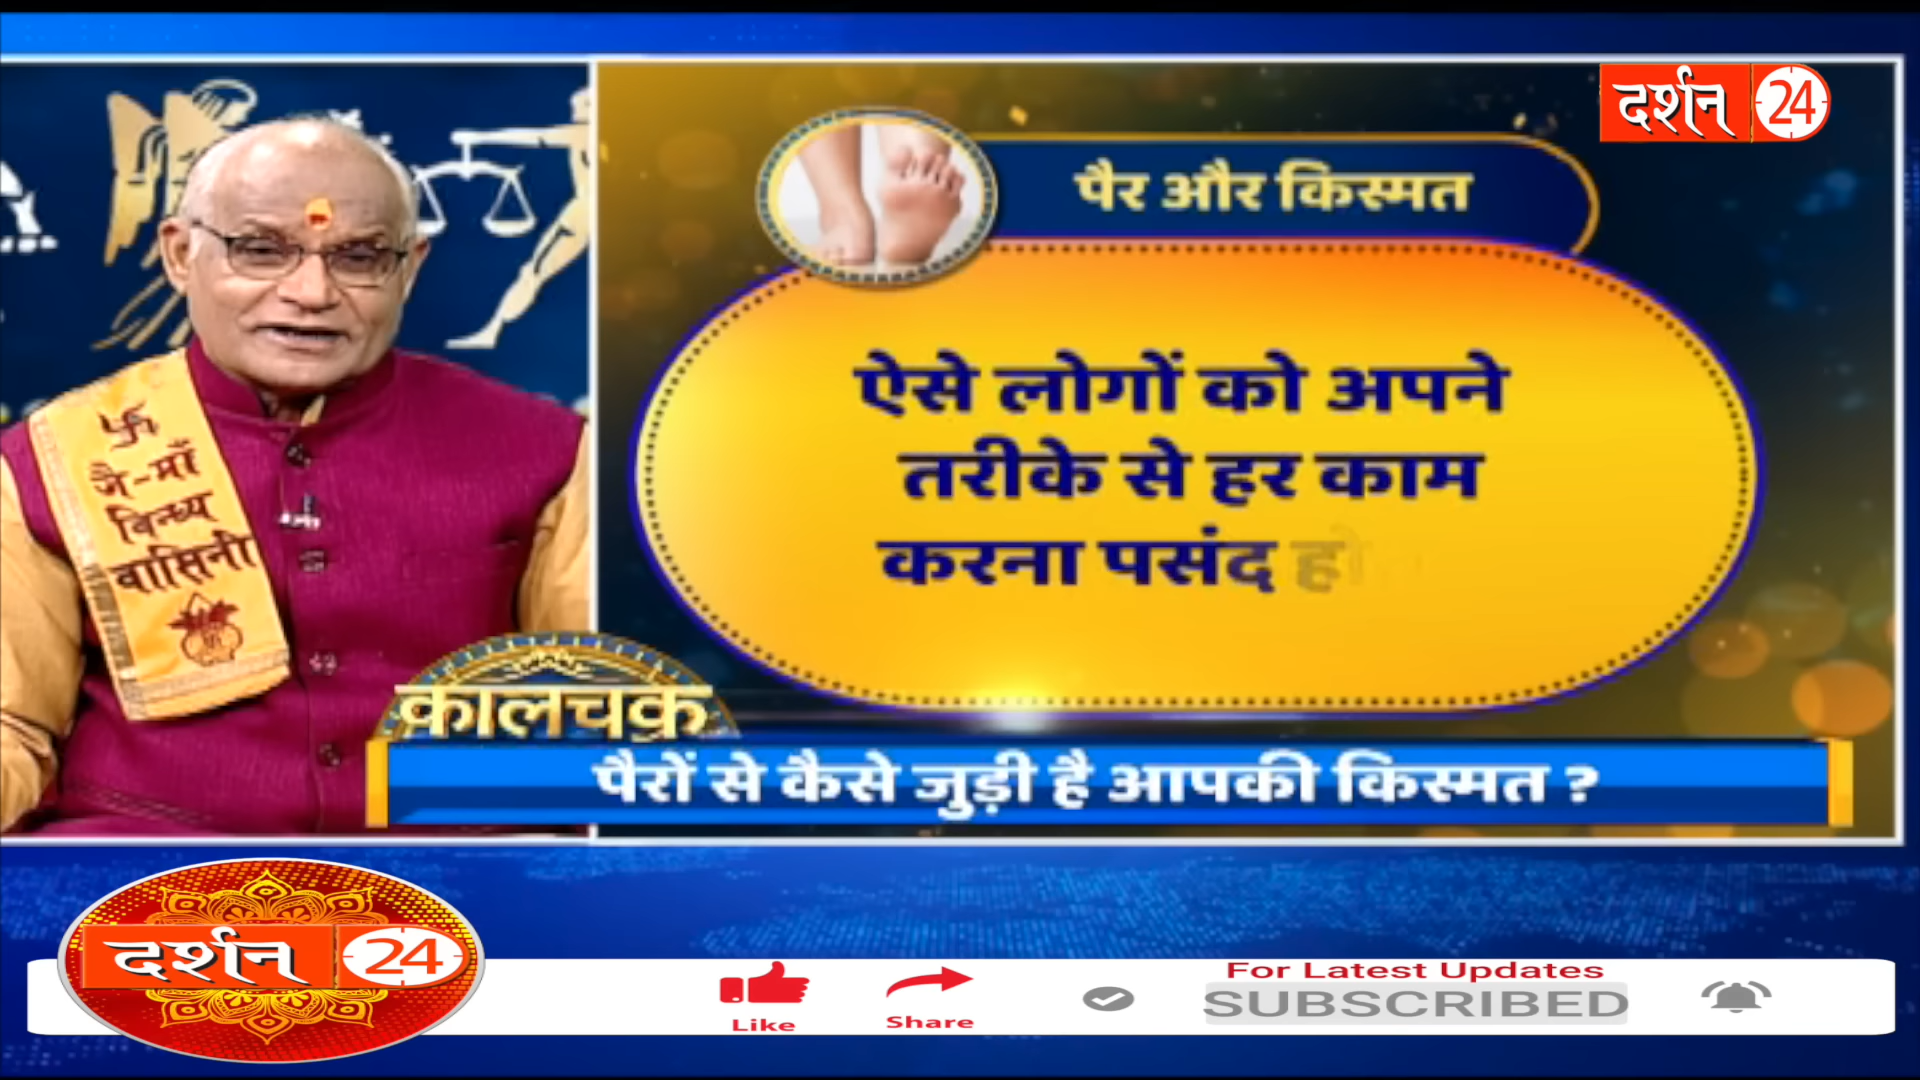 दर्शन 24
पैर और किस्मत
ऐसे लोगों को अपने
तरीके से हर काम
करना पसंद हो
जै-माँ
विन्ध्य
वासिनी
कालचक्र
पैरों से कैसे जुड़ी है आपकी किस्मत ?
दर्शन 24
Like
Share
For Latest Updates
SUBSCRIBED